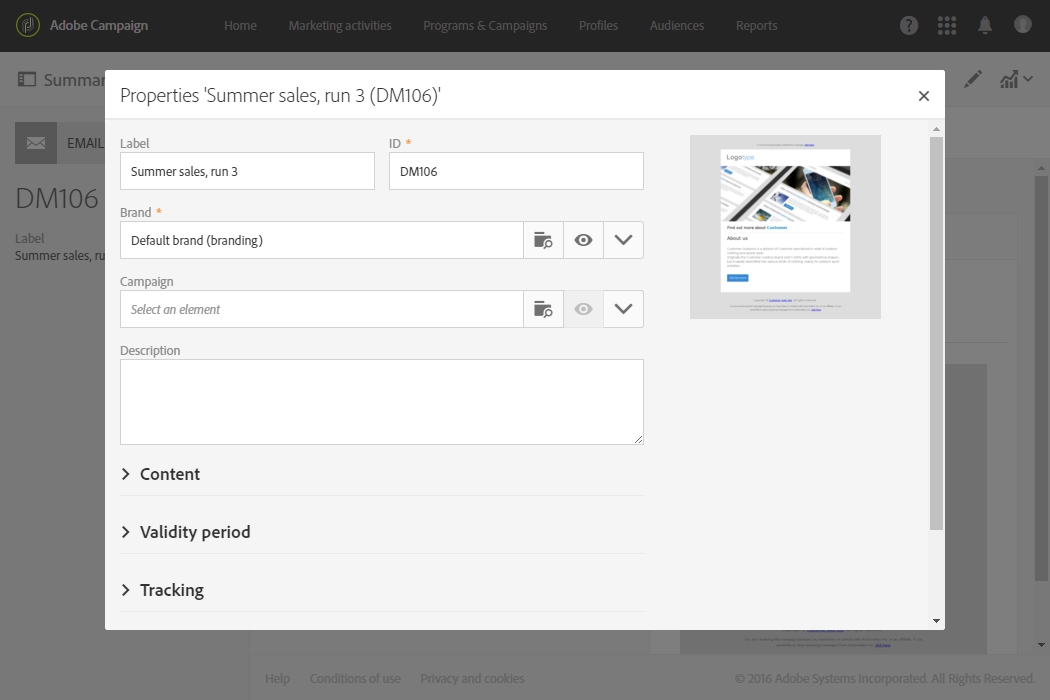 Adobe Campaign
Home
Marketing activities
Programs & Campaigns
Profiles
Audiences
Reports
Summar
Properties 'Summer sales, run 3 (DM106)'
EMAIL
DM106
Label
Summer sales, ru
Label
ID *
Summer sales, run 3
DM106
Brand *
Default brand (branding)
Campaign
Select an element
Description
Content
Validity period
Tracking
Logotype
Find out more about Customer
About us
Help
Conditions of use
Privacy and cookies
© 2016 Adobe Systems Incorporated. All Rights Reserved.